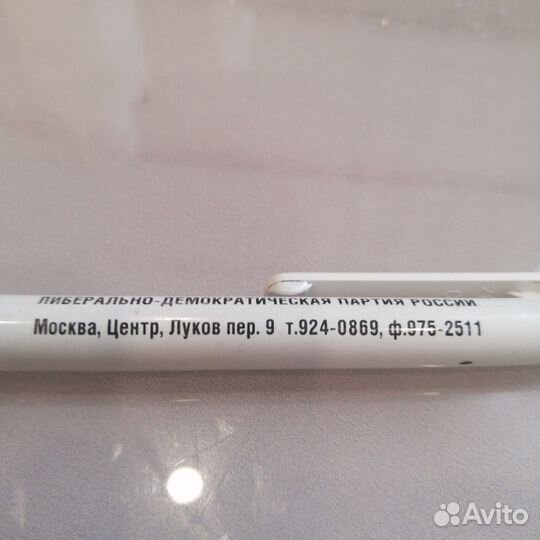 ЛИБЕРАЛЬНО-ДЕМОКРАТИЧЕСКАЯ ПАРТИЯ РОССИИ
Москва, Центр, Луков пер. 9 т.924-0869, ф.975-2511
Avito